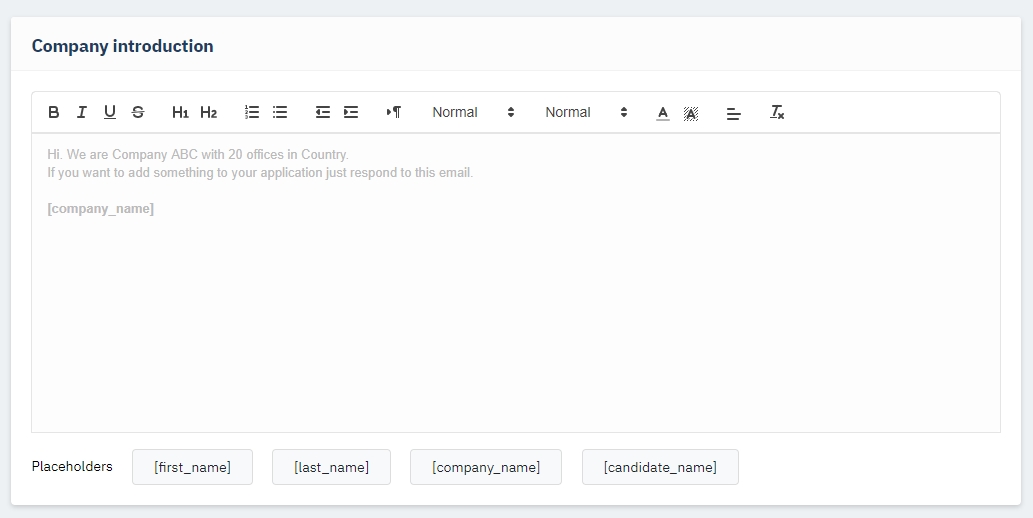 Company introduction
B I U S H1 H2 Normal Normal A A Tx
Hi. We are Company ABC with 20 offices in Country.
If you want to add something to your application just respond to this email.
[company_name]
Placeholders [first_name] [last_name] [company_name] [candidate_name]